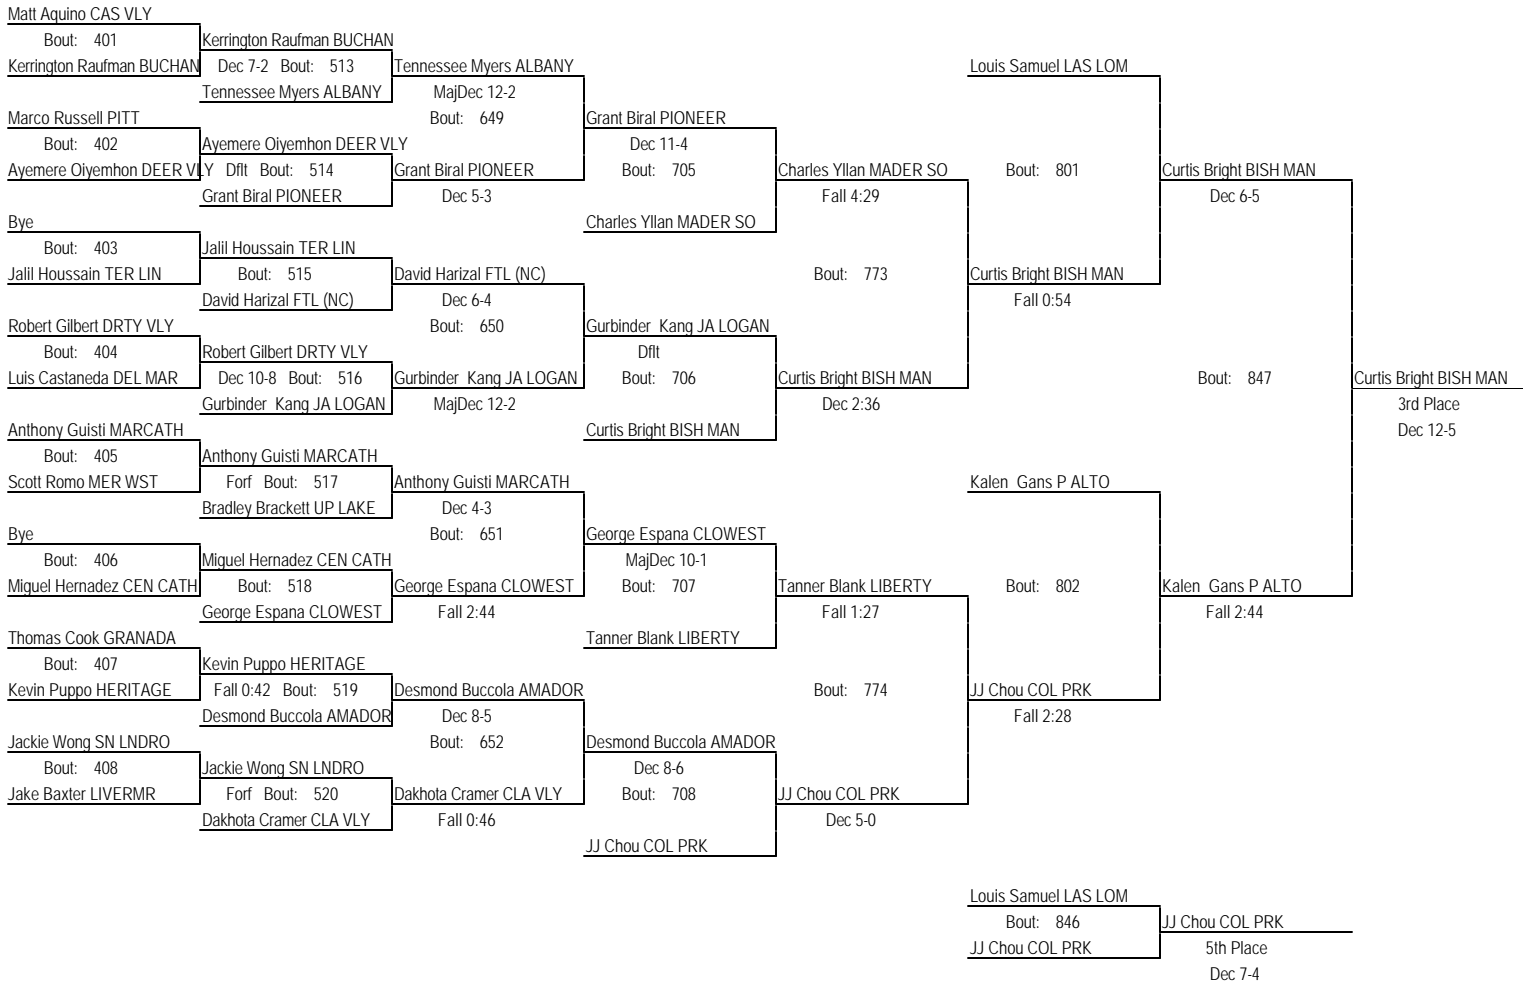 Matt Aquino CAS VLY
Bout: 401
Kerrington Raufman BUCHAN
Kerrington Raufman BUCHAN
Dec 7-2 Bout: 513
Tennessee Myers ALBANY
Tennessee Myers ALBANY
MajDec 12-2
Bout: 649
Louis Samuel LAS LOM
Marco Russell PITT
Bout: 402
Ayemere Oiyemhon DEER VLY
Ayemere Oiyemhon DEER VLY
Dflt Bout: 514
Grant Biral PIONEER
Grant Biral PIONEER
Dec 5-3
Grant Biral PIONEER
Dec 11-4
Bout: 705
Charles Yllan MADER SO
Charles Yllan MADER SO
Fall 4:29
Bout: 801
Curtis Bright BISH MAN
Dec 6-5
Bye
Bout: 403
Jalil Houssain TER LIN
Jalil Houssain TER LIN
Bout: 515
David Harizal FTL (NC)
David Harizal FTL (NC)
Dec 6-4
Bout: 650
Bout: 773
Curtis Bright BISH MAN
Fall 0:54
Robert Gilbert DRTY VLY
Bout: 404
Luis Castaneda DEL MAR
Robert Gilbert DRTY VLY
Dec 10-8 Bout: 516
Gurbinder Kang JA LOGAN
Gurbinder Kang JA LOGAN
MajDec 12-2
Gurbinder Kang JA LOGAN
Dflt
Bout: 706
Curtis Bright BISH MAN
Curtis Bright BISH MAN
Dec 2:36
Bout: 847
Curtis Bright BISH MAN
3rd Place
Dec 12-5
Anthony Guisti MARCATH
Bout: 405
Scott Romo MER WST
Anthony Guisti MARCATH
Forf Bout: 517
Bradley Brackett UP LAKE
Anthony Guisti MARCATH
Dec 4-3
Bout: 651
Kalen Gans P ALTO
Bye
Bout: 406
Miguel Hernadez CEN CATH
Miguel Hernadez CEN CATH
Bout: 518
George Espana CLOWEST
George Espana CLOWEST
Fall 2:44
George Espana CLOWEST
MajDec 10-1
Bout: 707
Tanner Blank LIBERTY
Tanner Blank LIBERTY
Fall 1:27
Bout: 802
Kalen Gans P ALTO
Fall 2:44
Thomas Cook GRANADA
Bout: 407
Kevin Puppo HERITAGE
Kevin Puppo HERITAGE
Fall 0:42 Bout: 519
Desmond Buccola AMADOR
Desmond Buccola AMADOR
Dec 8-5
Bout: 652
Bout: 774
JJ Chou COL PRK
Fall 2:28
Jackie Wong SN LNDRO
Bout: 408
Jake Baxter LIVERMR
Jackie Wong SN LNDRO
Forf Bout: 520
Dakhota Cramer CLA VLY
Dakhota Cramer CLA VLY
Fall 0:46
Desmond Buccola AMADOR
Dec 8-6
Bout: 708
JJ Chou COL PRK
JJ Chou COL PRK
Dec 5-0
Louis Samuel LAS LOM
Bout: 846
JJ Chou COL PRK
JJ Chou COL PRK
5th Place
Dec 7-4